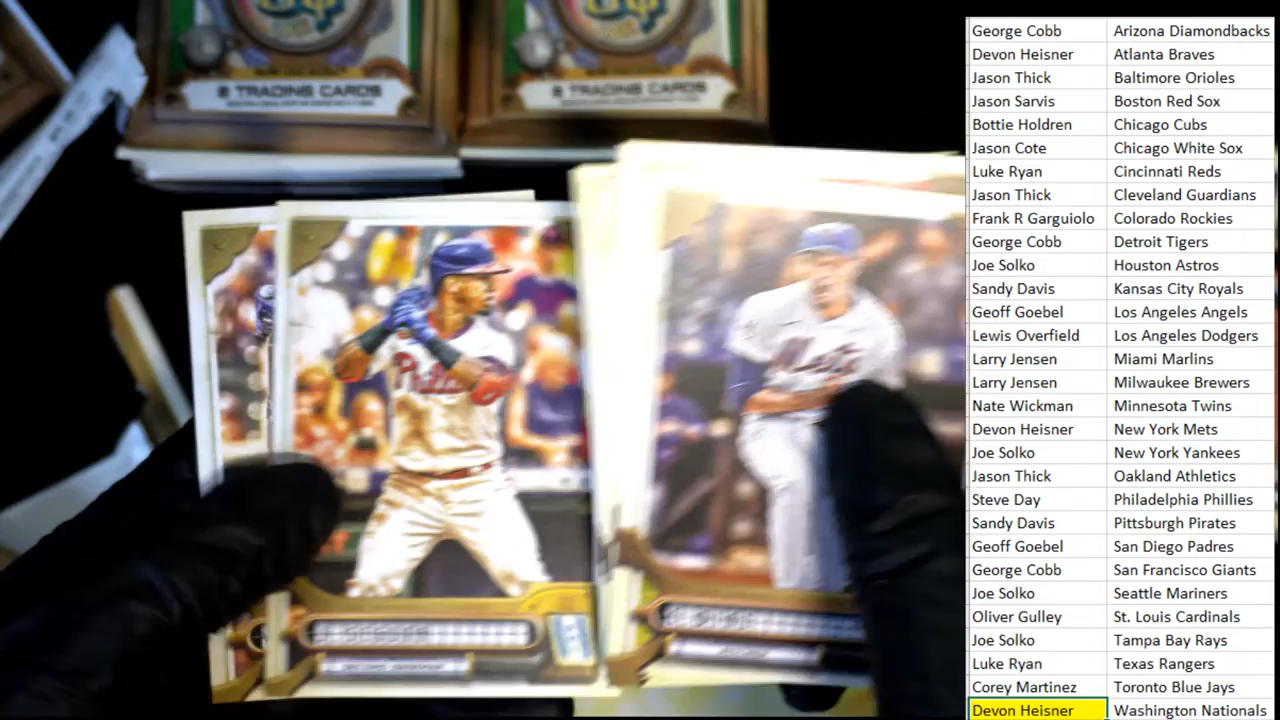 8 TRADING CARDS
8 TRADING CARDS
Mets
George Cobb Arizona Diamondbacks
Devon Heisner Atlanta Braves
Jason Thick Baltimore Orioles
Jason Sarvis Boston Red Sox
Bottie Holdren Chicago Cubs
Jason Cote Chicago White Sox
Luke Ryan Cincinnati Reds
Jason Thick Cleveland Guardians
Frank R Garguiolo Colorado Rockies
George Cobb Detroit Tigers
Joe Solko Houston Astros
Sandy Davis Kansas City Royals
Geoff Goebel Los Angeles Angels
Lewis Overfield Los Angeles Dodgers
Larry Jensen Miami Marlins
Larry Jensen Milwaukee Brewers
Nate Wickman Minnesota Twins
Devon Heisner New York Mets
Joe Solko New York Yankees
Jason Thick Oakland Athletics
Steve Day Philadelphia Phillies
Sandy Davis Pittsburgh Pirates
Geoff Goebel San Diego Padres
George Cobb San Francisco Giants
Joe Solko Seattle Mariners
Oliver Gulley St. Louis Cardinals
Joe Solko Tampa Bay Rays
Luke Ryan Texas Rangers
Corey Martinez Toronto Blue Jays
Devon Heisner Washington Nationals